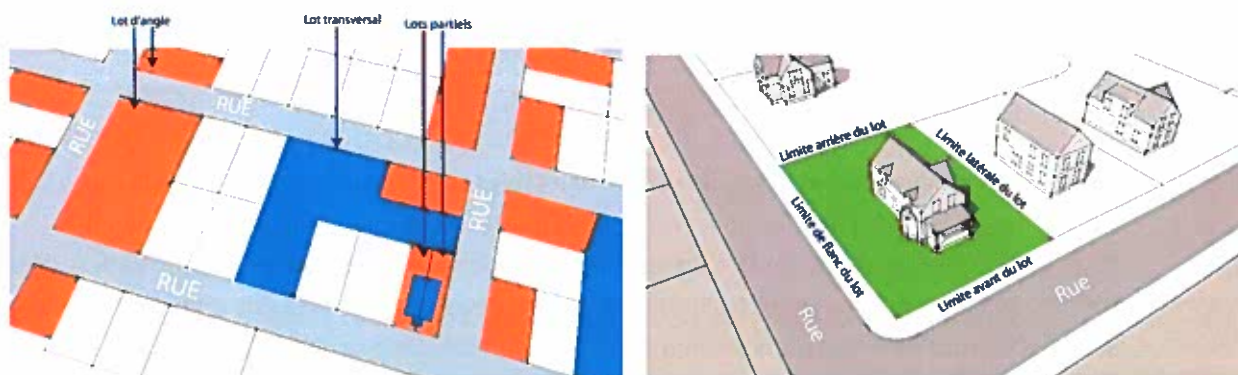 Lot d'angle
Lot transversal
Lots partiels
RUE
RUE
RUE
RUE
Limite arrière du lot
Limite latérale du lot
Limite de flanc du lot
Limite avant du lot
Rue
Rue